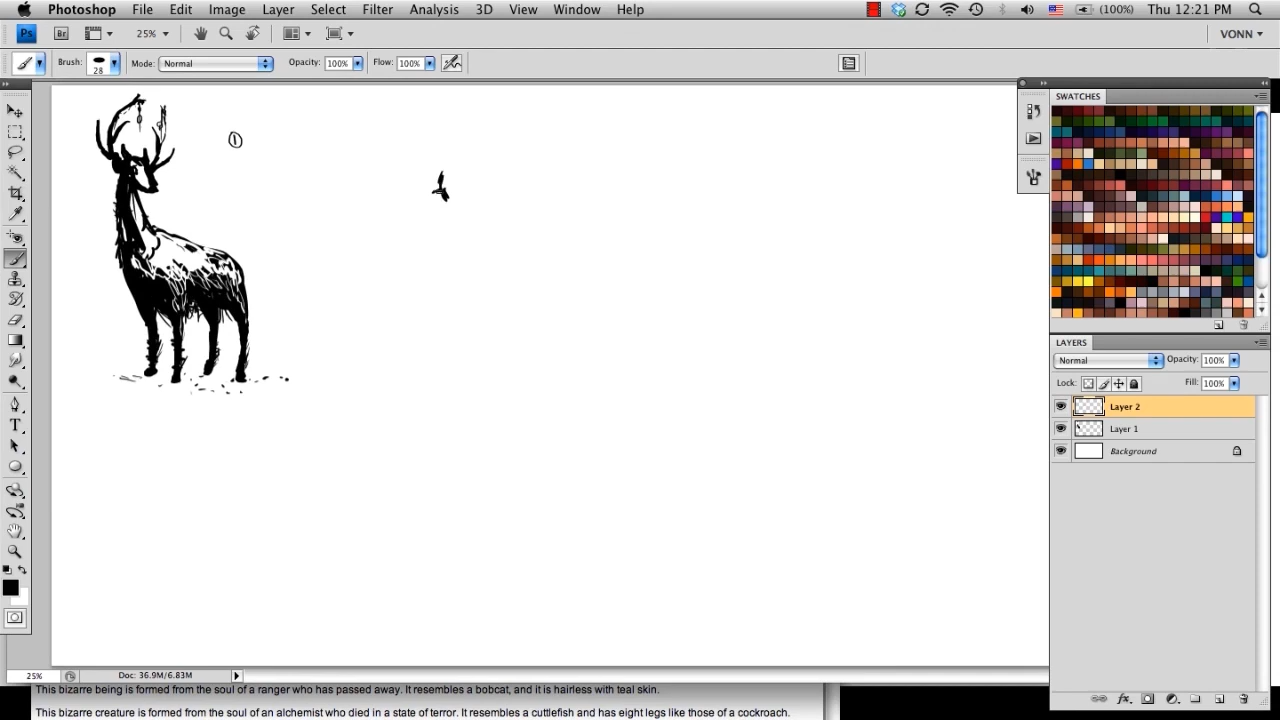 Photoshop File Edit Image Layer Select Filter Analysis 3D View Window Help (100%) Thu 12:21 PM
Ps Br 25% VONN
Brush: 28 Mode: Normal Opacity: 100% Flow: 100%
SWATCHES
1
LAYERS
Normal Opacity: 100%
Lock: Fill: 100%
Layer 2
Layer 1
Background
25% Doc: 36.9M/6.83M
This bizarre being is formed from the soul of a ranger who has passed away. It resembles a bobcat, and it is hairless with teal skin.
This bizarre creature is formed from the soul of an alchemist who died in a state of terror. It resembles a cuttlefish and has eight legs like those of a cockroach.